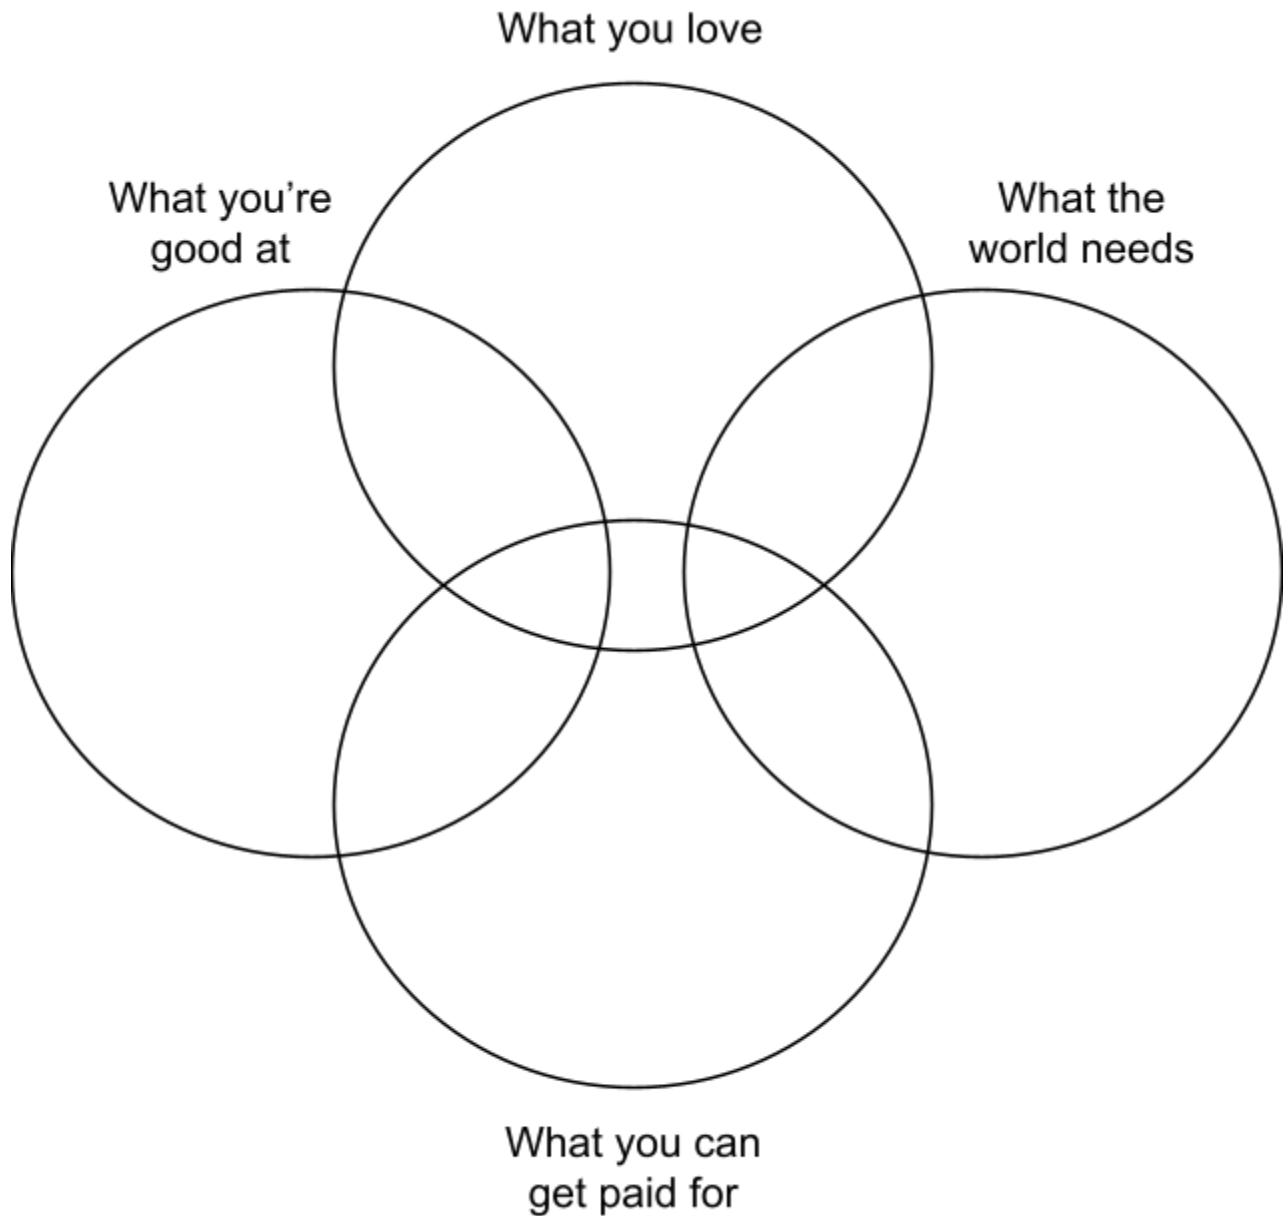 What you love
What you’re
good at
What the
world needs
What you can
get paid for